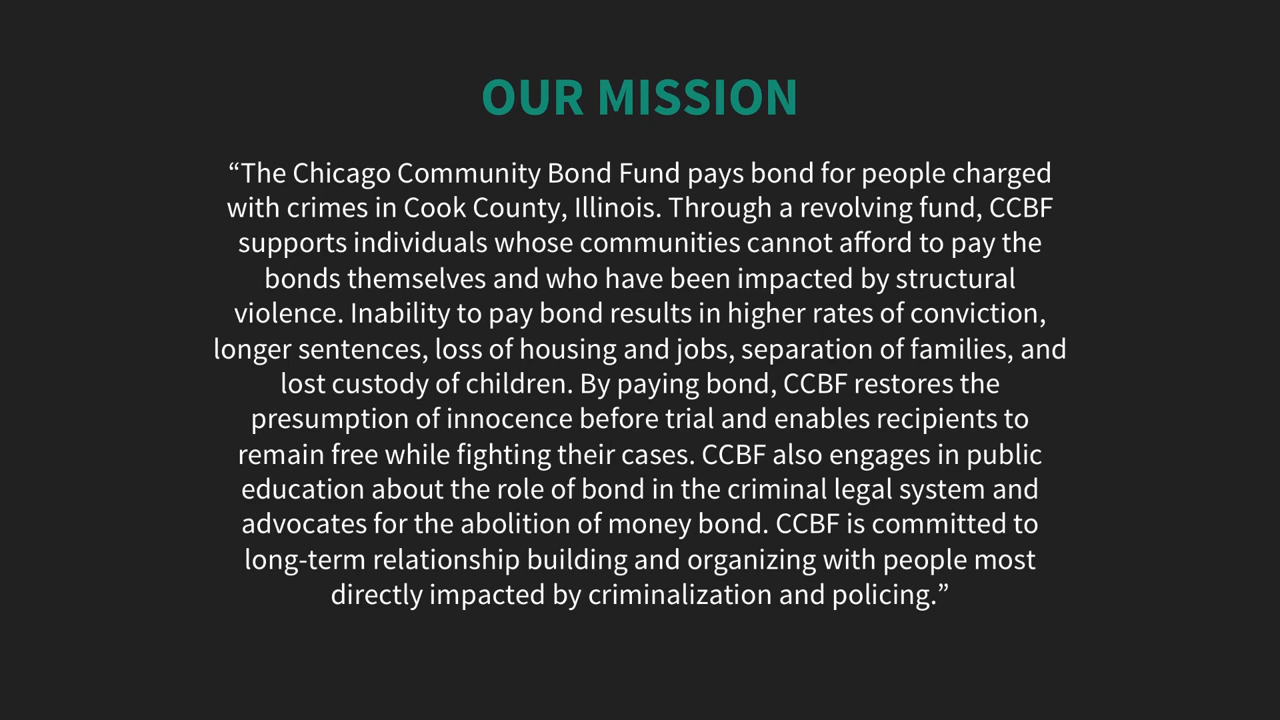 OUR MISSION
“The Chicago Community Bond Fund pays bond for people charged
with crimes in Cook County, Illinois. Through a revolving fund, CCBF
supports individuals whose communities cannot afford to pay the
bonds themselves and who have been impacted by structural
violence. Inability to pay bond results in higher rates of conviction,
longer sentences, loss of housing and jobs, separation of families, and
lost custody of children. By paying bond, CCBF restores the
presumption of innocence before trial and enables recipients to
remain free while fighting their cases. CCBF also engages in public
education about the role of bond in the criminal legal system and
advocates for the abolition of money bond. CCBF is committed to
long-term relationship building and organizing with people most
directly impacted by criminalization and policing.”